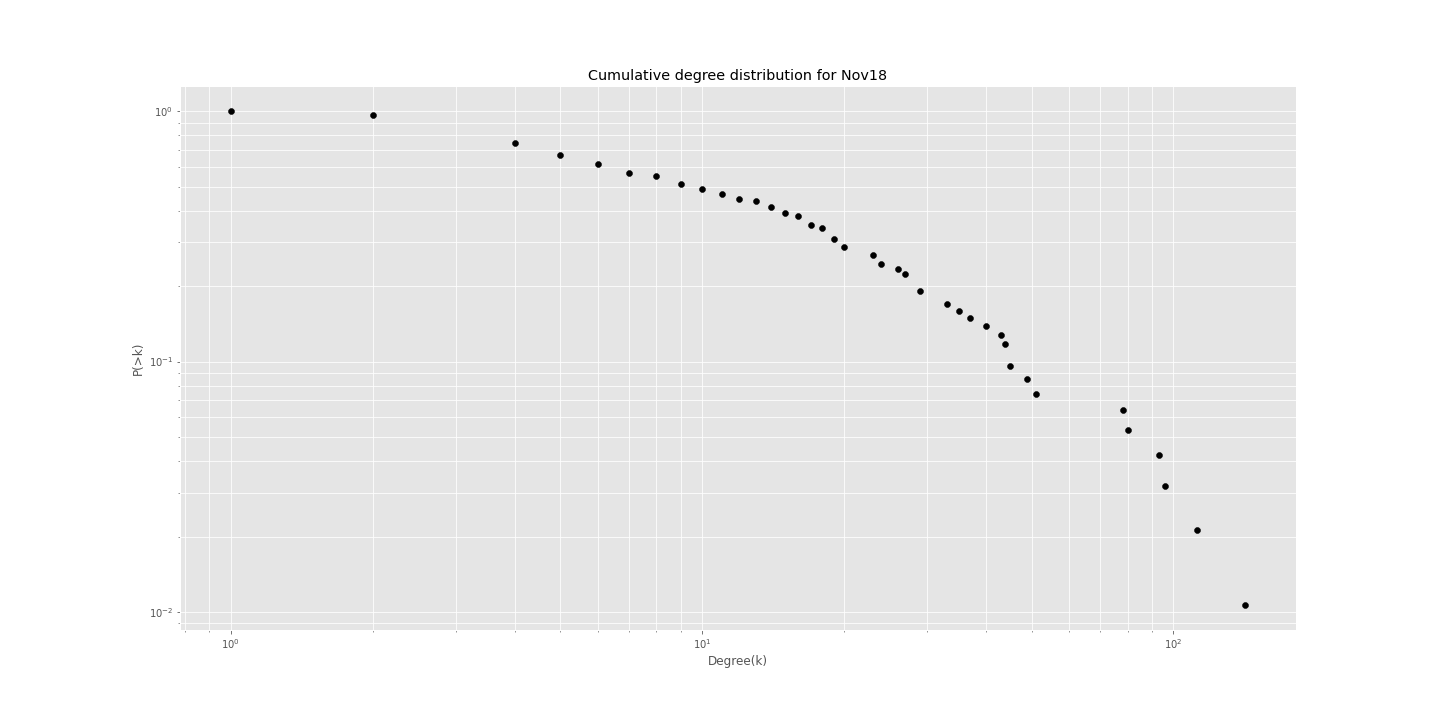 Cumulative degree distribution for Nov18
10⁰
10⁻¹
10⁻²
P(>k)
10⁰ 10¹ 10²
Degree(k)